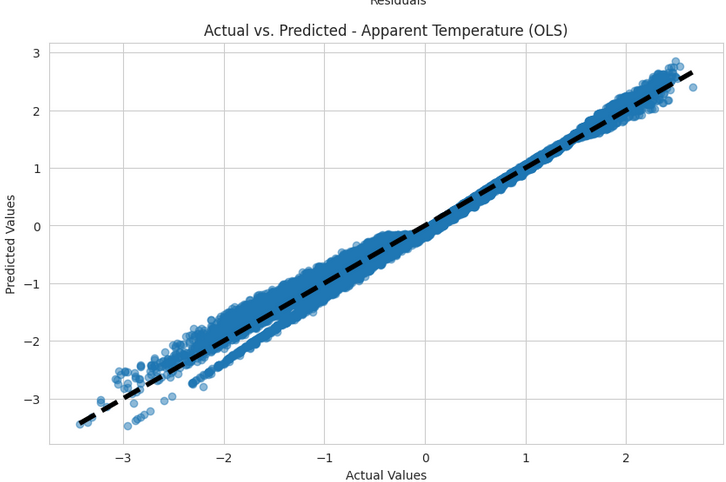 Residuals
Actual vs. Predicted - Apparent Temperature (OLS)
3
2
1
0
−1
−2
−3
Predicted Values
−3 −2 −1 0 1 2
Actual Values